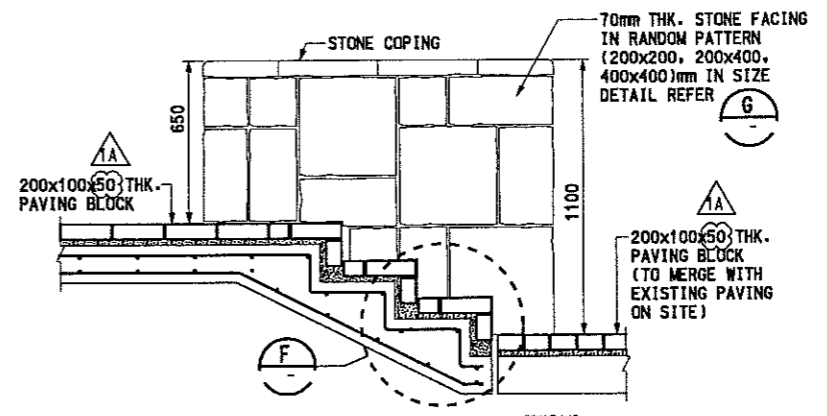 STONE COPING
70mm THK. STONE FACING
IN RANDOM PATTERN
(200x200, 200x400,
400x400)mm IN SIZE
DETAIL REFER
G
-
650
1100
1A
200x100x50 THK.
PAVING BLOCK
1A
200x100x50 THK.
PAVING BLOCK
(TO MERGE WITH
EXISTING PAVING
ON SITE)
F
-